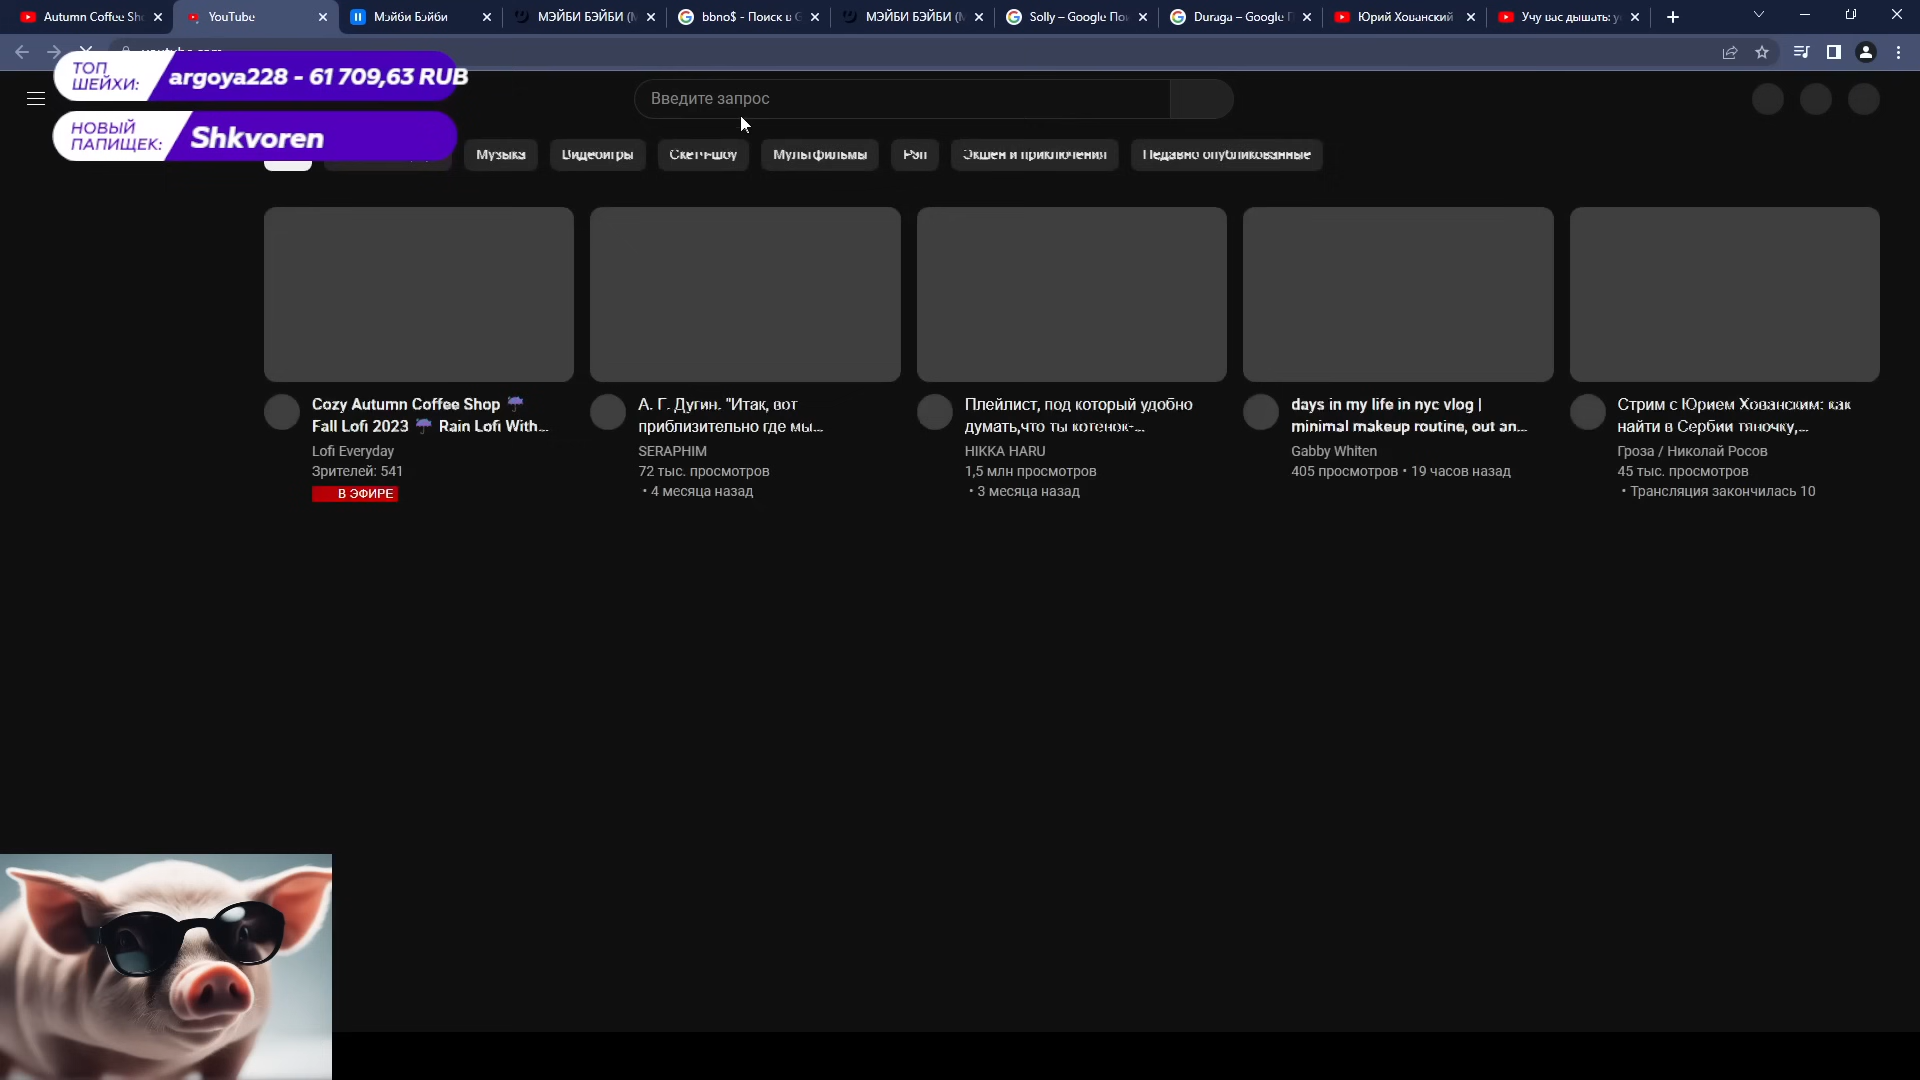 Autumn Coffee Sh
YouTube
Мэйби Бэйби
МЭЙБИ БЭЙБИ (М
bbno$ - Поиск в G
МЭЙБИ БЭЙБИ (М
Solly – Google По
Duraga – Google П
Юрий Хованский
Учу вас дышать: у
ТОП
ШЕЙХИ:
argoya228 - 61 709,63 RUB
НОВЫЙ
ПАПИЩЕК:
Shkvoren
Введите запрос
Музыка
Видеоигры
Скетч-шоу
Мультфильмы
Рэп
Экшен и приключения
Недавно опубликованные
Cozy Autumn Coffee Shop ☔
Fall Lofi 2023 ☔ Rain Lofi With...
Lofi Everyday
Зрителей: 541
В ЭФИРЕ
А. Г. Дугин. "Итак, вот
приблизительно где мы...
SERAPHIM
72 тыс. просмотров
• 4 месяца назад
Плейлист, под который удобно
думать,что ты котенок-...
HIKKA HARU
1,5 млн просмотров
• 3 месяца назад
days in my life in nyc vlog |
minimal makeup routine, out an...
Gabby Whiten
405 просмотров • 19 часов назад
Стрим с Юрием Хованским: как
найти в Сербии тяночку,...
Гроза / Николай Росов
45 тыс. просмотров
• Трансляция закончилась 10